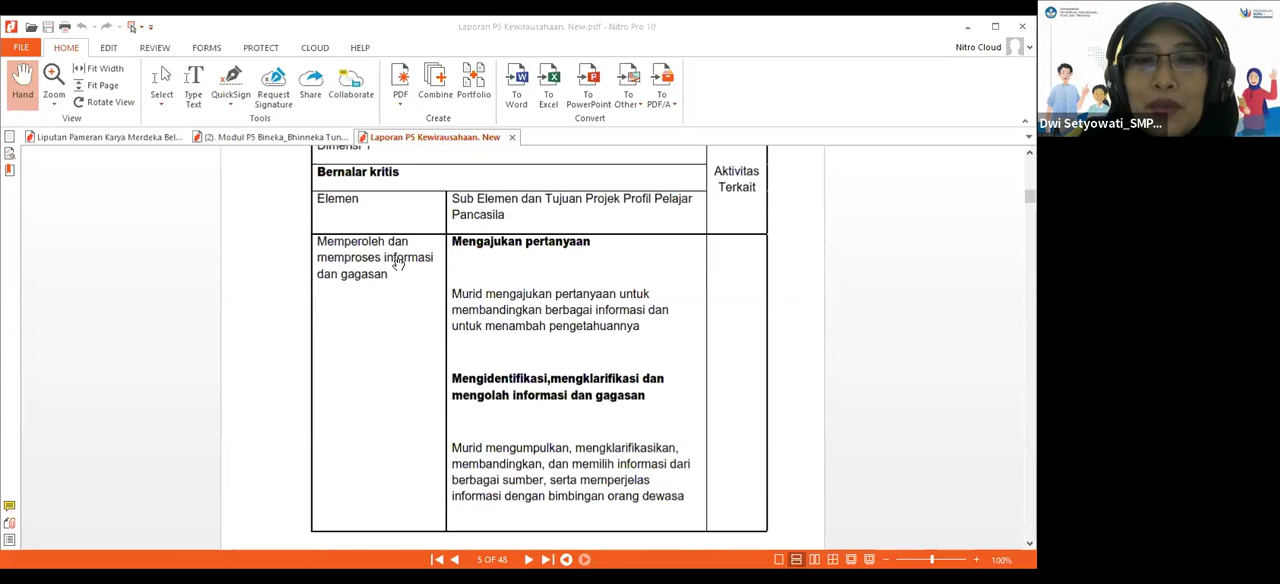 Laporan P5 Kewirausahaan. New.pdf - Nitro Pro 10
FILE HOME EDIT REVIEW FORMS PROTECT CLOUD HELP
Nitro Cloud
Hand
Zoom
Fit Width
Fit Page
Rotate View
View
Select
Type Text
QuickSign
Request Signature
Share
Collaborate
Tools
PDF
Combine
Portfolio
Create
To Word
To Excel
To PowerPoint
To Other
To PDF/A
Convert
Liputan Pameran Karya Merdeka Bel...
(2). Modul P5 Bineka_Bhinneka Tun...
Laporan P5 Kewirausahaan. New
Dimensi 1
Bernalar kritis
Aktivitas
Terkait
Elemen
Sub Elemen dan Tujuan Projek Profil Pelajar
Pancasila
Memperoleh dan
memproses informasi
dan gagasan
Mengajukan pertanyaan
Murid mengajukan pertanyaan untuk
membandingkan berbagai informasi dan
untuk menambah pengetahuannya
Mengidentifikasi,mengklarifikasi dan
mengolah informasi dan gagasan
Murid mengumpulkan, mengklarifikasikan,
membandingkan, dan memilih informasi dari
berbagai sumber, serta memperjelas
informasi dengan bimbingan orang dewasa
5 OF 48
100%
Dwi Setyowati_SMP...